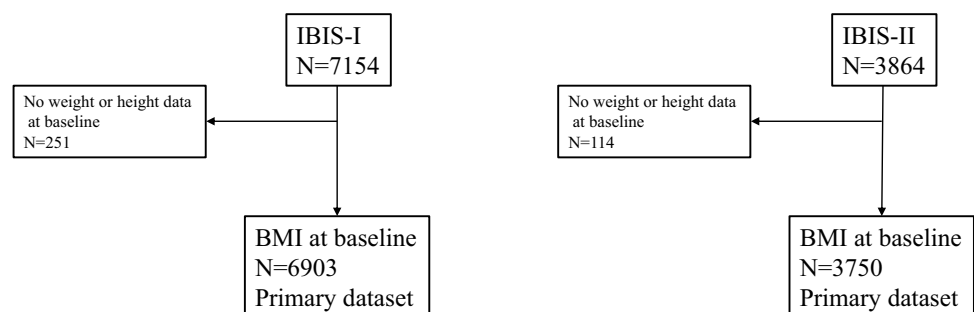 IBIS-I
N=7154
No weight or height data
at baseline
N=251
BMI at baseline
N=6903
Primary dataset
IBIS-II
N=3864
No weight or height data
at baseline
N=114
BMI at baseline
N=3750
Primary dataset